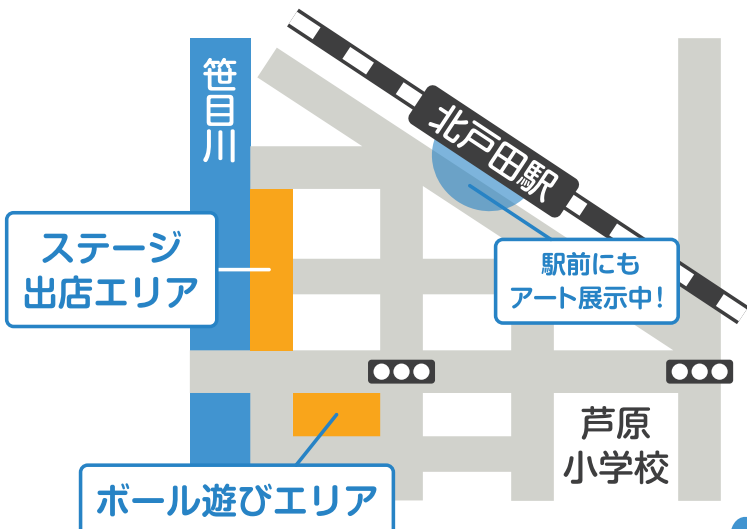 笹目川
北戸田駅
ステージ
出店エリア
駅前にも
アート展示中!
芦原
小学校
ボール遊びエリア